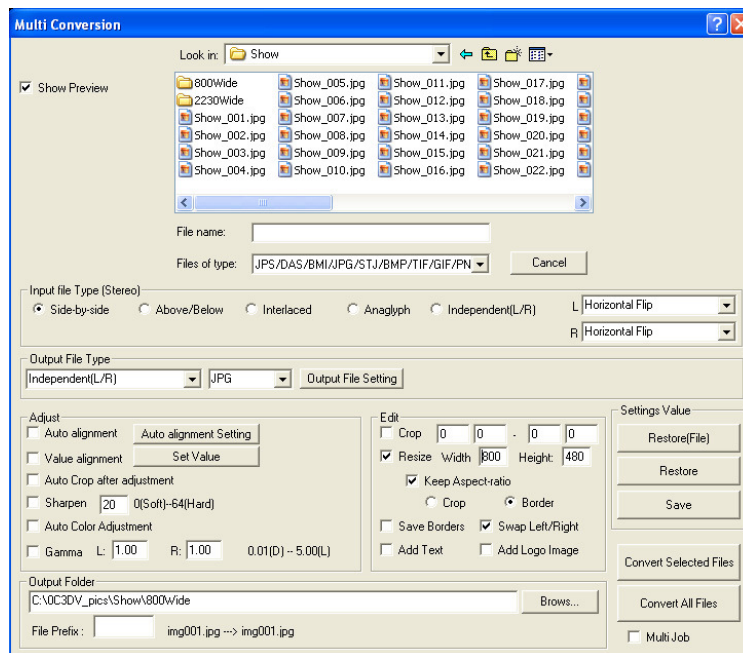 Multi Conversion
Look in: Show
Show Preview
800Wide Show_005.jpg Show_011.jpg Show_017.jpg
2230Wide Show_006.jpg Show_012.jpg Show_018.jpg
Show_001.jpg Show_007.jpg Show_013.jpg Show_019.jpg
Show_002.jpg Show_008.jpg Show_014.jpg Show_020.jpg
Show_003.jpg Show_009.jpg Show_015.jpg Show_021.jpg
Show_004.jpg Show_010.jpg Show_016.jpg Show_022.jpg
File name:
Files of type: JPS/DAS/BMI/JPG/STJ/BMP/TIF/GIF/PN Cancel
Input file Type (Stereo)
Side-by-side Above/Below Interlaced Anaglyph Independent(L/R) L Horizontal Flip
R Horizontal Flip
Output File Type
Independent(L/R) JPG Output File Setting
Adjust
Auto alignment Auto alignment Setting
Value alignment Set Value
Auto Crop after adjustment
Sharpen 20 0(Soft)~64(Hard)
Auto Color Adjustment
Gamma L: 1.00 R: 1.00 0.01(D) -- 5.00(L)
Edit
Crop 0 0 - 0 0
Resize Width 800 Height: 480
Keep Aspect-ratio
Crop Border
Save Borders Swap Left/Right
Add Text Add Logo Image
Settings Value
Restore(File)
Restore
Save
Convert Selected Files
Convert All Files
Multi Job
Output Folder
C:\0C3DV_pics\Show\800Wide Browse...
File Prefix : img001.jpg ---> img001.jpg